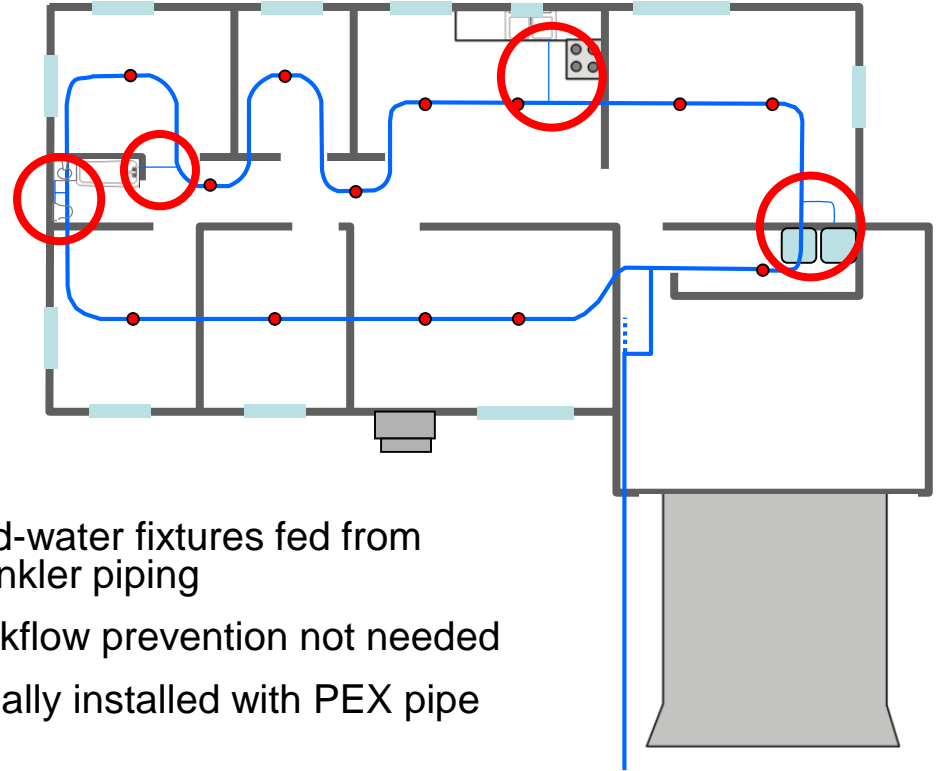 d-water fixtures fed from
nkler piping
kflow prevention not needed
ally installed with PEX pipe